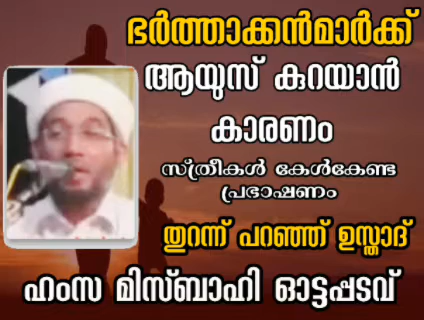 ഭർത്താക്കൻമാർക്ക്
ആയുസ് കുറയാൻ
കാരണം
സ്ത്രീകൾ കേൾകേണ്ട
പ്രഭാഷണം
തുറന്ന് പറഞ്ഞ് ഉസ്താദ്
ഹംസ മിസ്ബാഹി ഓട്ടപ്പടവ്